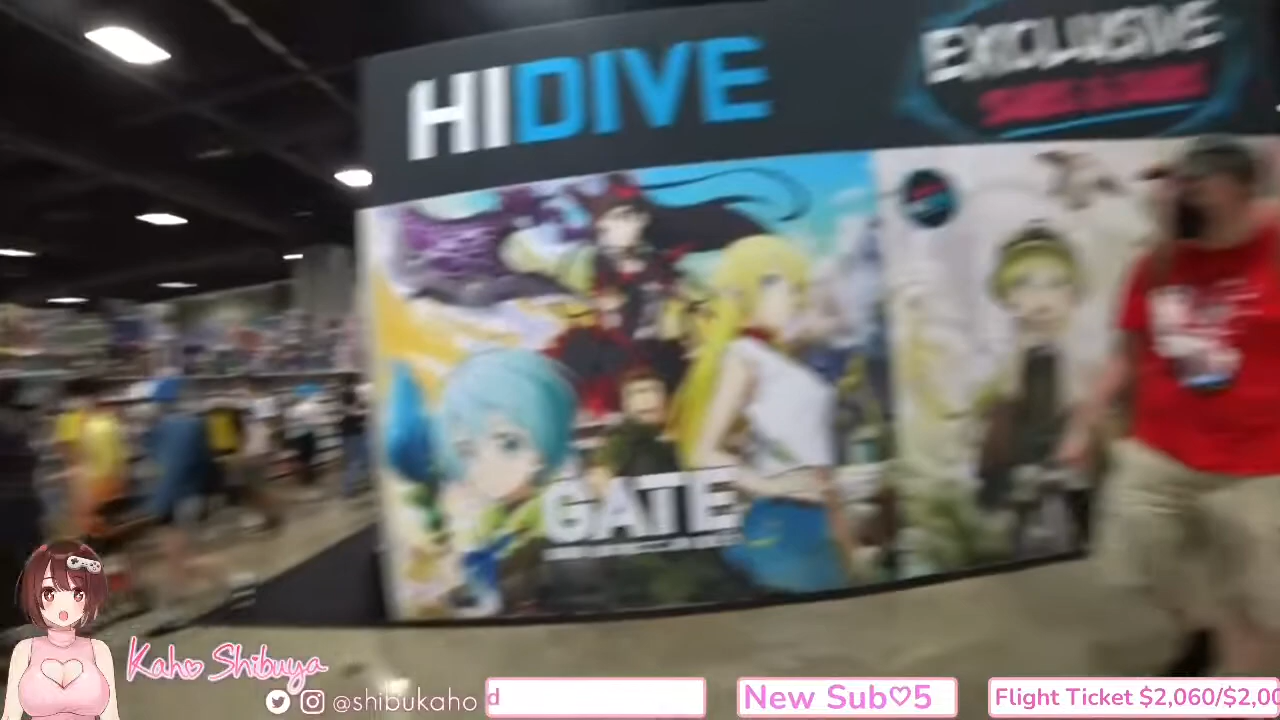 HIDIVE
EXCLUSIVE
GATE
Kaho Shibuya
@shibukaho
d
New Sub♡5
Flight Ticket $2,060/$2,00